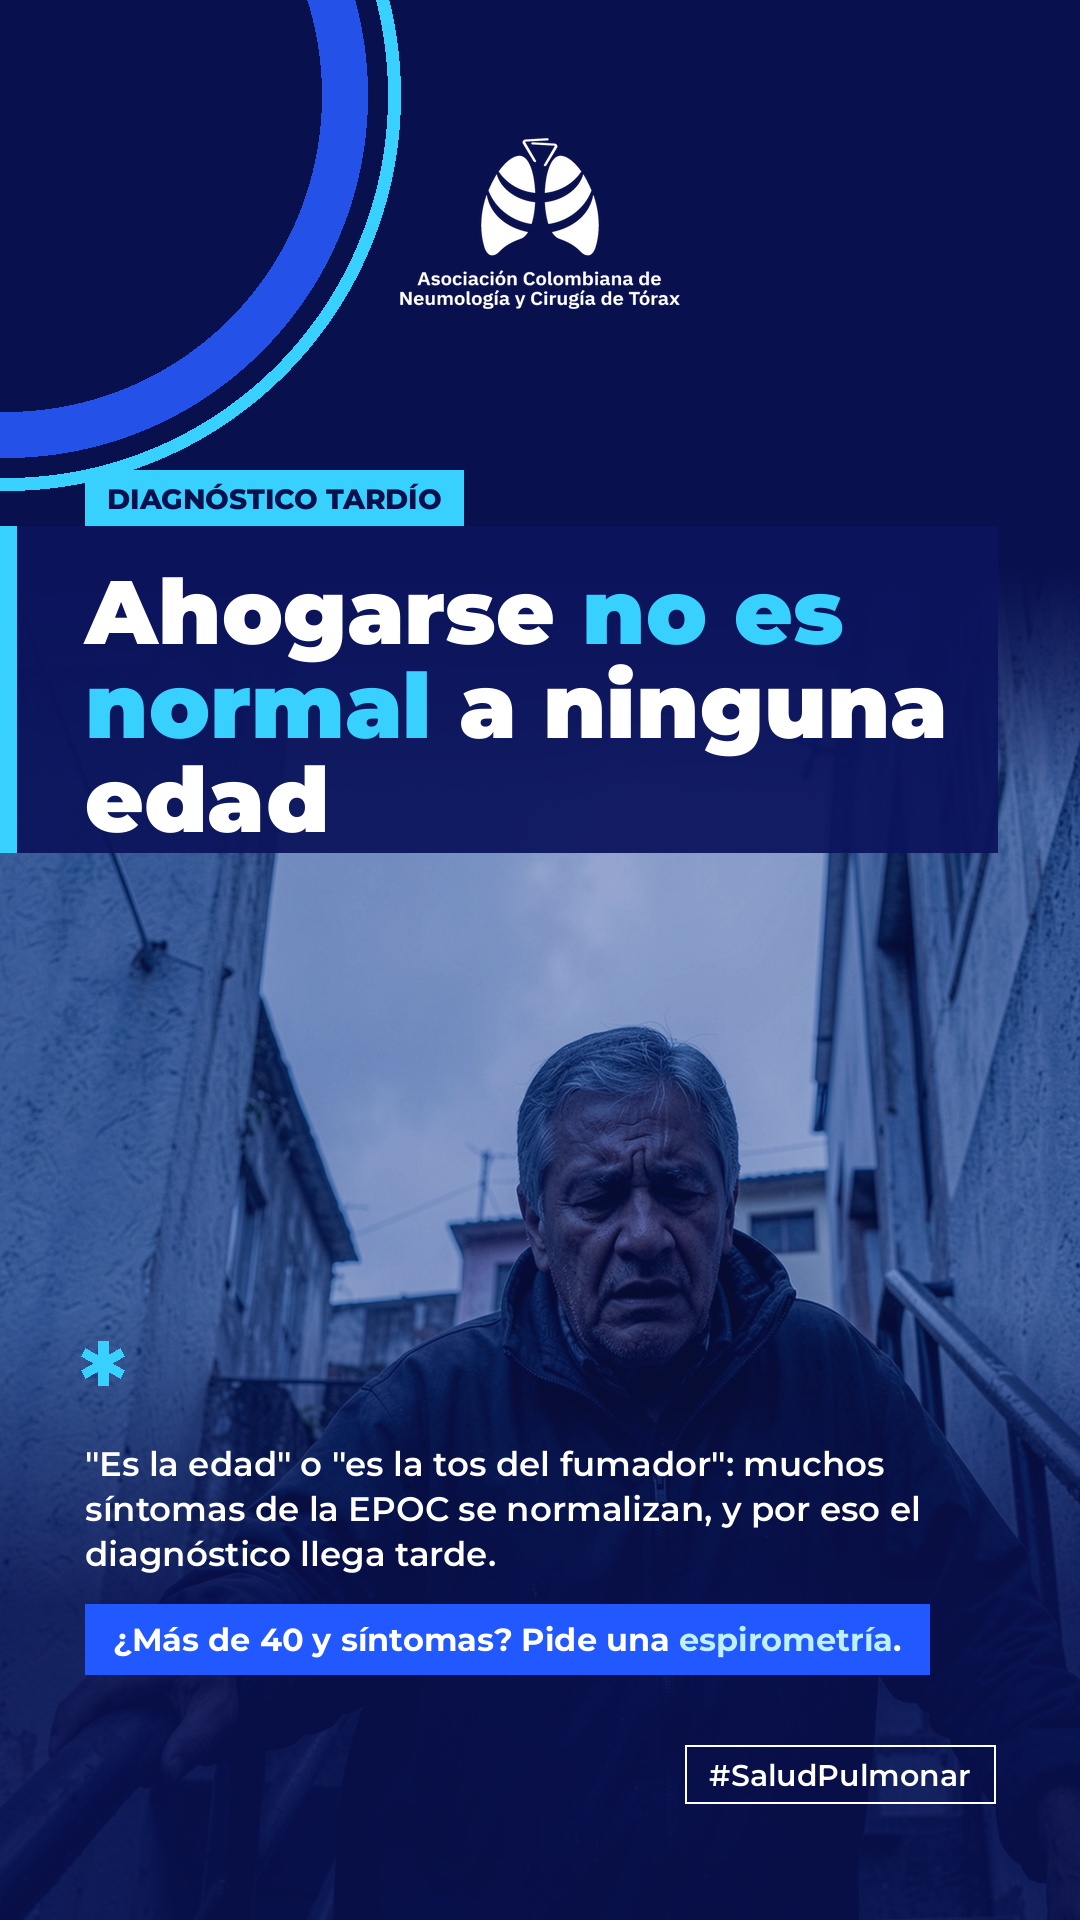 Asociación Colombiana de
Neumología y Cirugía de Tórax
DIAGNÓSTICO TARDÍO
Ahogarse no es
normal a ninguna
edad
*
"Es la edad" o "es la tos del fumador": muchos
síntomas de la EPOC se normalizan, y por eso el
diagnóstico llega tarde.
¿Más de 40 y síntomas? Pide una espirometría.
#SaludPulmonar